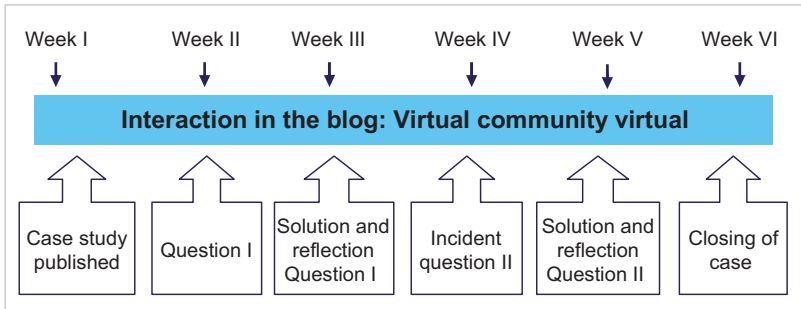 Week I Week II Week III Week IV Week V Week VI
Interaction in the blog: Virtual community virtual
Case study
published
Question I
Solution and
reflection
Question I
Incident
question II
Solution and
reflection
Question II
Closing of
case